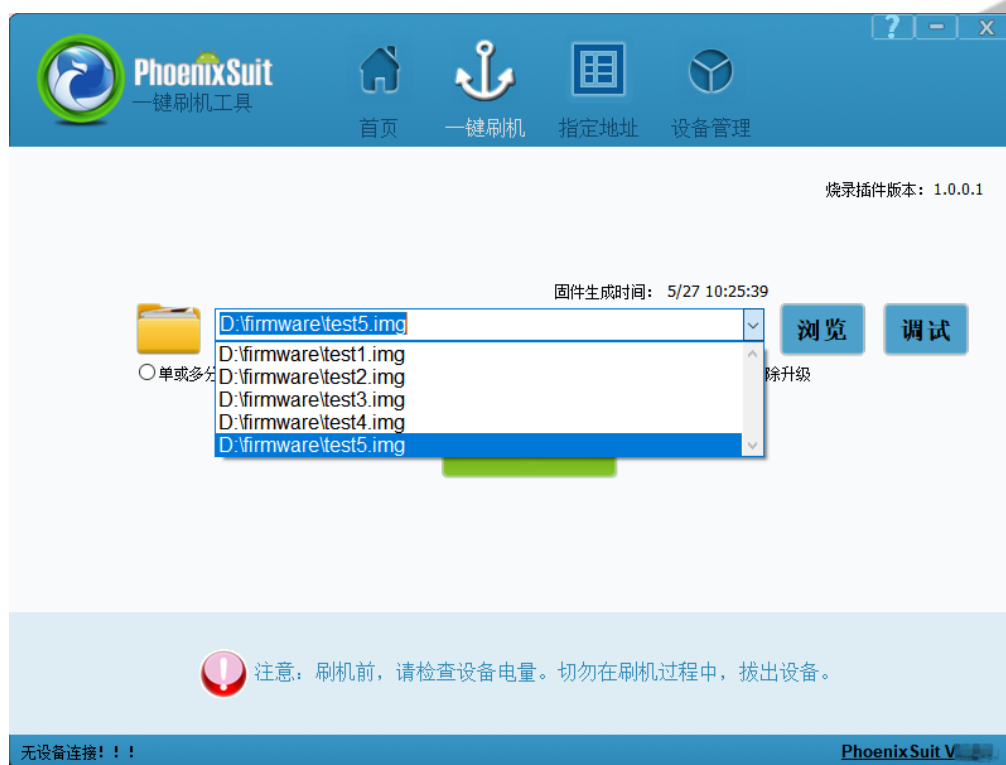 ? － X
PhoenixSuit
一键刷机工具
首页 一键刷机 指定地址 设备管理
烧录插件版本：1.0.0.1
固件生成时间： 5/27 10:25:39
D:\firmware\test5.img
浏览 调试
D:\firmware\test1.img
单或多分
D:\firmware\test2.img
除升级
D:\firmware\test3.img
D:\firmware\test4.img
D:\firmware\test5.img
注意：刷机前，请检查设备电量。切勿在刷机过程中，拔出设备。
无设备连接！！！
PhoenixSuit V